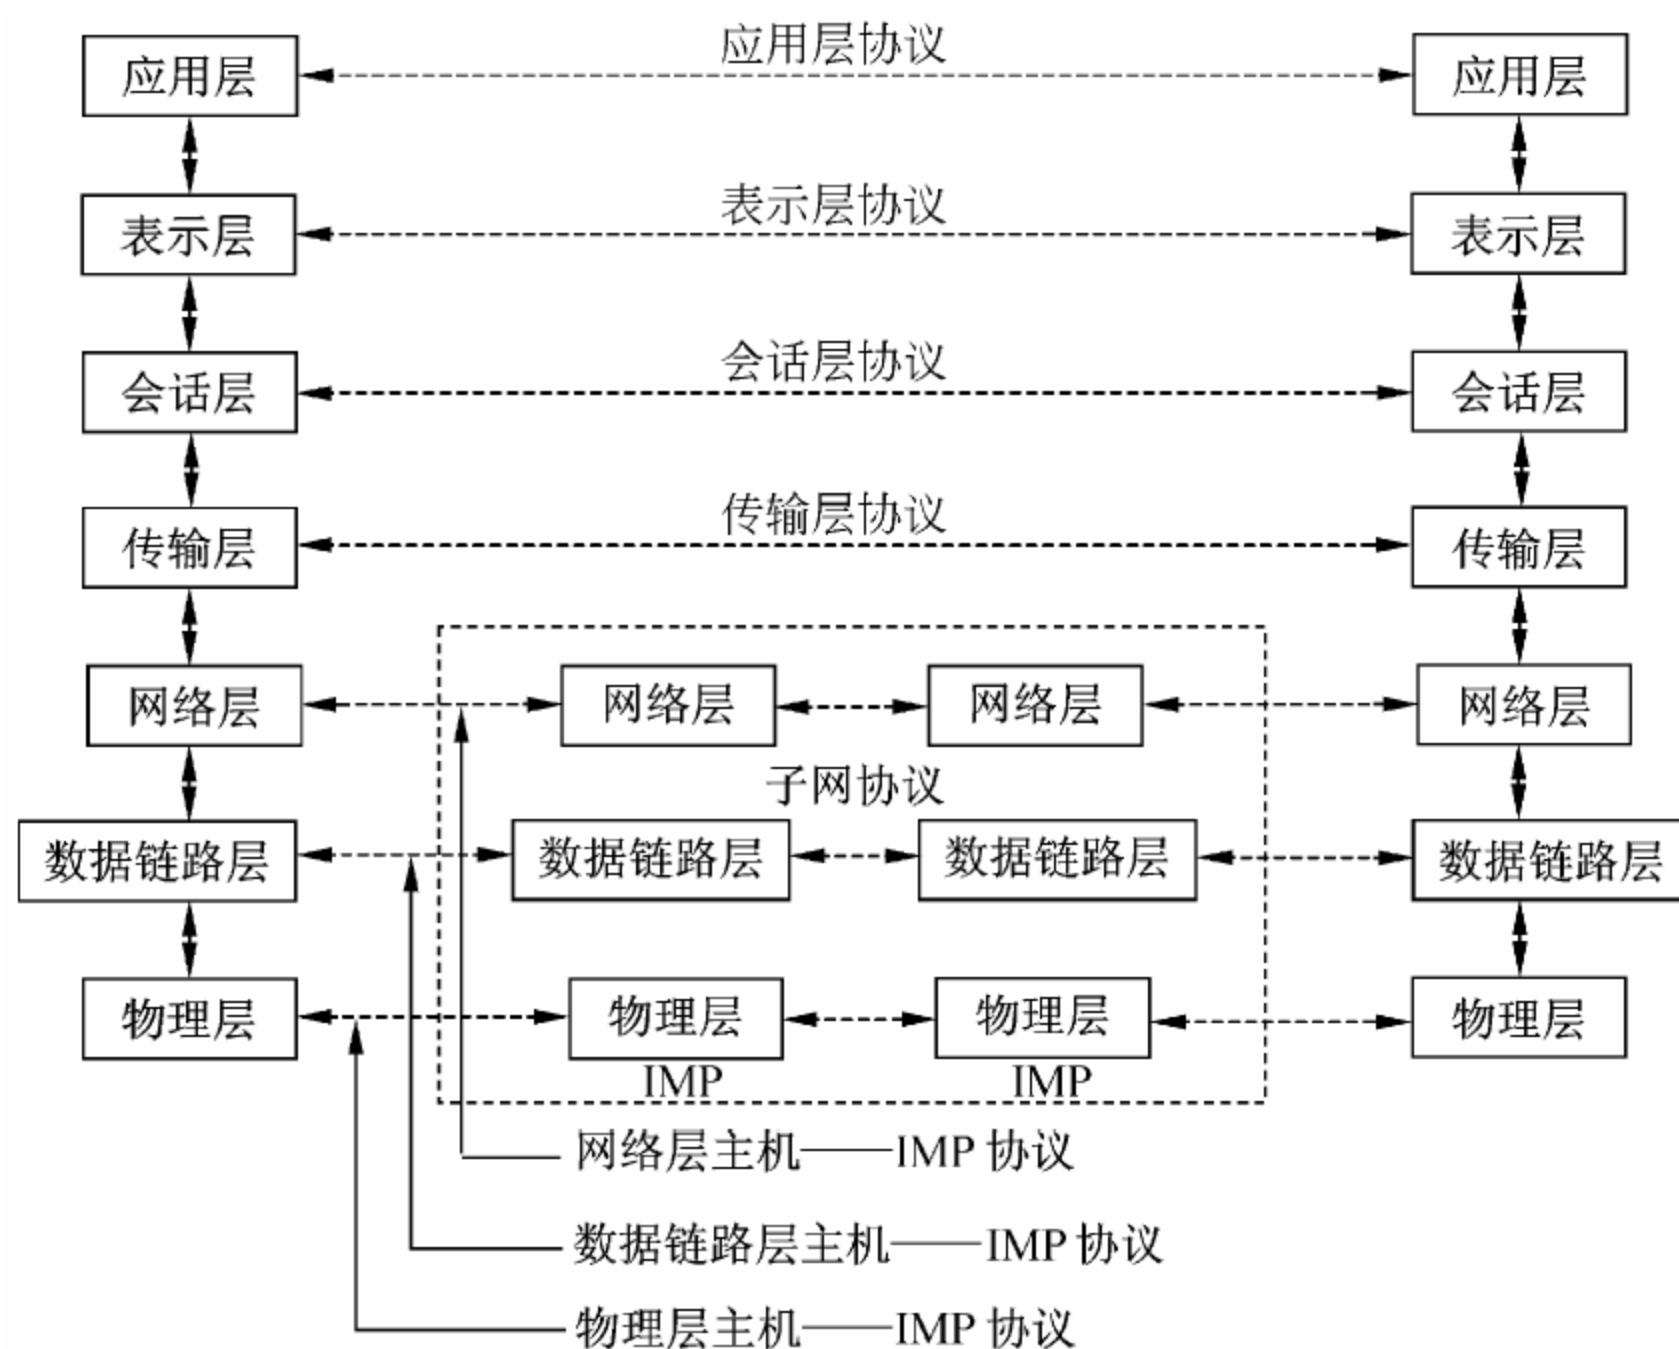 应用层协议
应用层
应用层
表示层协议
表示层
表示层
会话层协议
会话层
会话层
传输层协议
传输层
传输层
网络层
网络层
网络层
网络层
子网协议
数据链路层
数据链路层
数据链路层
数据链路层
物理层
物理层
物理层
物理层
IMP
IMP
网络层主机——IMP 协议
数据链路层主机——IMP 协议
物理层主机——IMP 协议